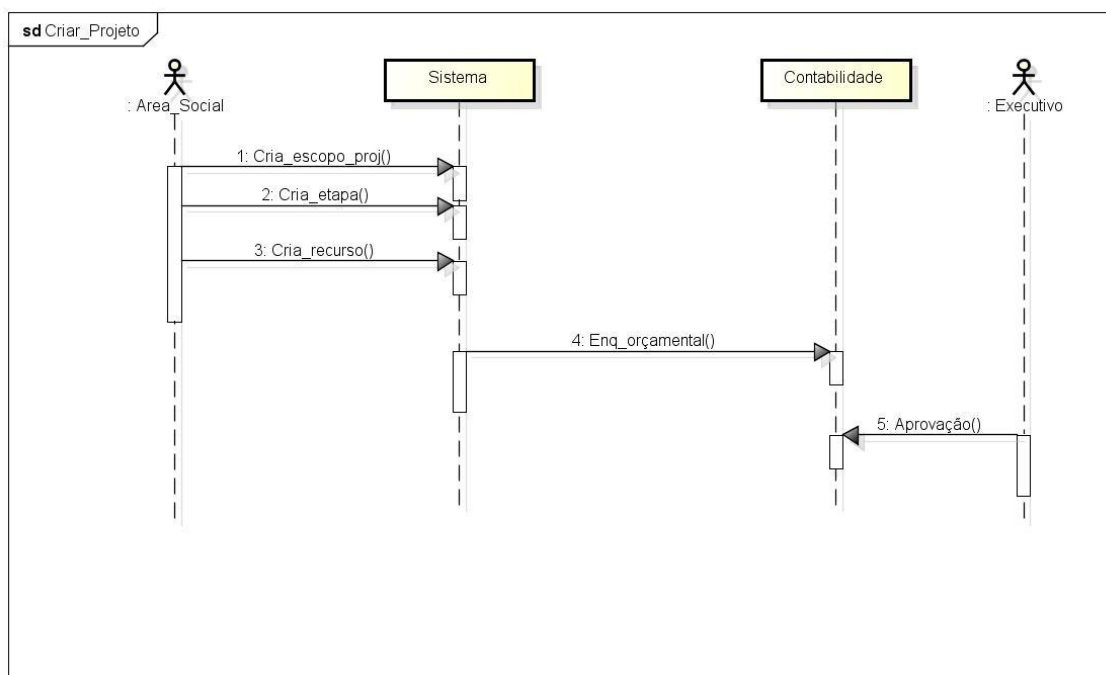 sd Criar_Projeto
: Area_Social
Sistema
Contabilidade
: Executivo
1: Cria_escopo_proj()
2: Cria_etapa()
3: Cria_recurso()
4: Enq_orçamental()
5: Aprovação()